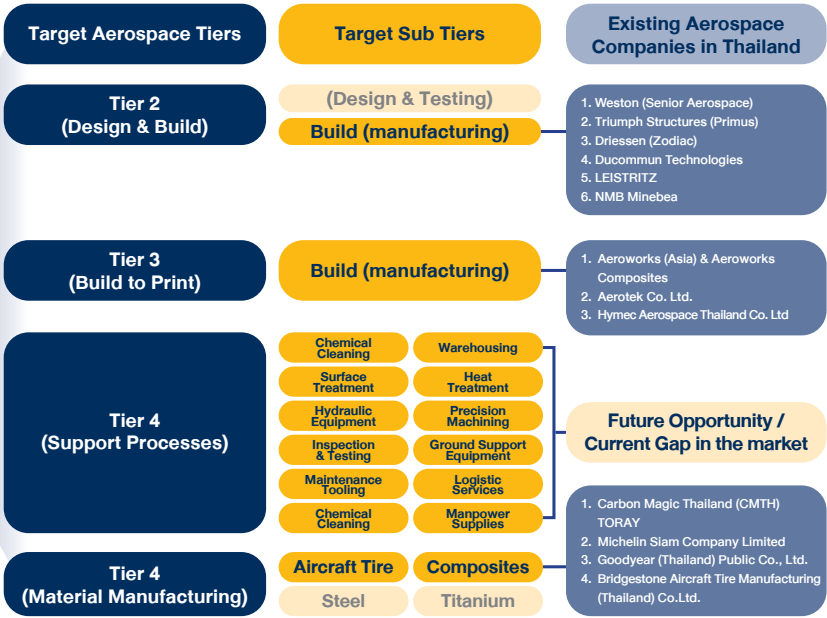 Target Aerospace Tiers
Target Sub Tiers
Existing Aerospace
Companies in Thailand
Tier 2
(Design & Build)
(Design & Testing)
Build (manufacturing)
1. Weston (Senior Aerospace)
2. Triumph Structures (Primus)
3. Driessen (Zodiac)
4. Ducommun Technologies
5. LEISTRITZ
6. NMB Minebea
Tier 3
(Build to Print)
Build (manufacturing)
1. Aeroworks (Asia) & Aeroworks
Composites
2. Aerotek Co. Ltd.
3. Hymec Aerospace Thailand Co. Ltd
Tier 4
(Support Processes)
Chemical
Cleaning
Warehousing
Surface
Treatment
Heat
Treatment
Hydraulic
Equipment
Precision
Machining
Inspection
& Testing
Ground Support
Equipment
Maintenance
Tooling
Logistic
Services
Chemical
Cleaning
Manpower
Supplies
Future Opportunity /
Current Gap in the market
Tier 4
(Material Manufacturing)
Aircraft Tire
Composites
Steel
Titanium
1. Carbon Magic Thailand (CMTH)
TORAY
2. Michelin Siam Company Limited
3. Goodyear (Thailand) Public Co., Ltd.
4. Bridgestone Aircraft Tire Manufacturing
(Thailand) Co.Ltd.